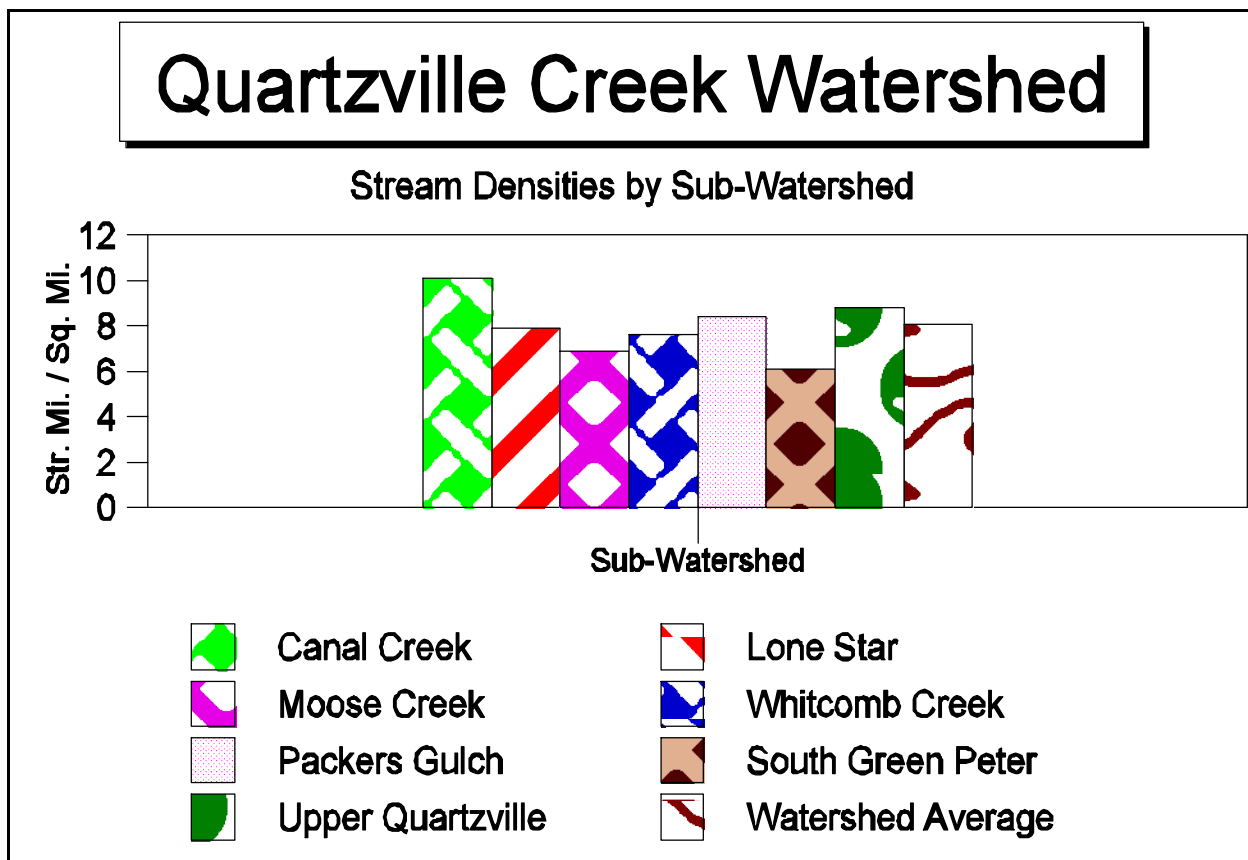 Quartzville Creek Watershed
Stream Densities by Sub-Watershed
Str. Mi. / Sq. Mi.
12
10
8
6
4
2
0
Sub-Watershed
Canal Creek
Lone Star
Moose Creek
Whitcomb Creek
Packers Gulch
South Green Peter
Upper Quartzville
Watershed Average